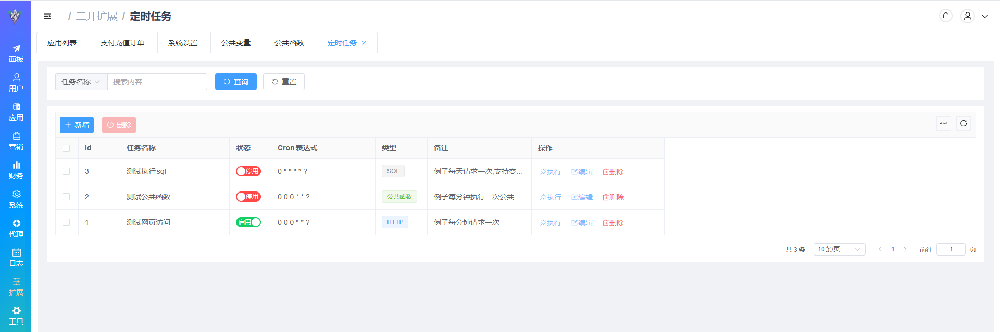 / 二开扩展 / 定时任务
应用列表 支付充值订单 系统设置 公共变量 公共函数 定时任务 ×
面板
用户
应用
营销
财务
系统
代理
日志
扩展
工具
任务名称 搜索内容 查询 重置
新增 删除
Id 任务名称 状态 Cron表达式 类型 备注 操作
3 测试执行sql 停用 0 * * * * ? SQL 例子每天请求一次,支持变... 执行 编辑 删除
2 测试公共函数 停用 0 0 0 * * ? 公共函数 例子每分钟执行一次公共... 执行 编辑 删除
1 测试网页访问 启用 0 0 0 * * ? HTTP 例子每分钟请求一次 执行 编辑 删除
共 3 条 10条/页 1 前往 1 页